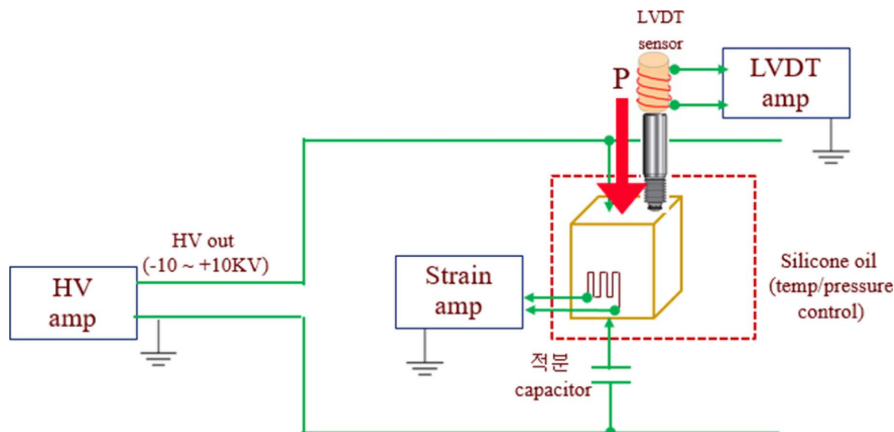 LVDT
sensor
P
LVDT
amp
HV out
(-10 ~ +10KV)
HV
amp
Strain
amp
Silicone oil
(temp/pressure
control)
적분
capacitor